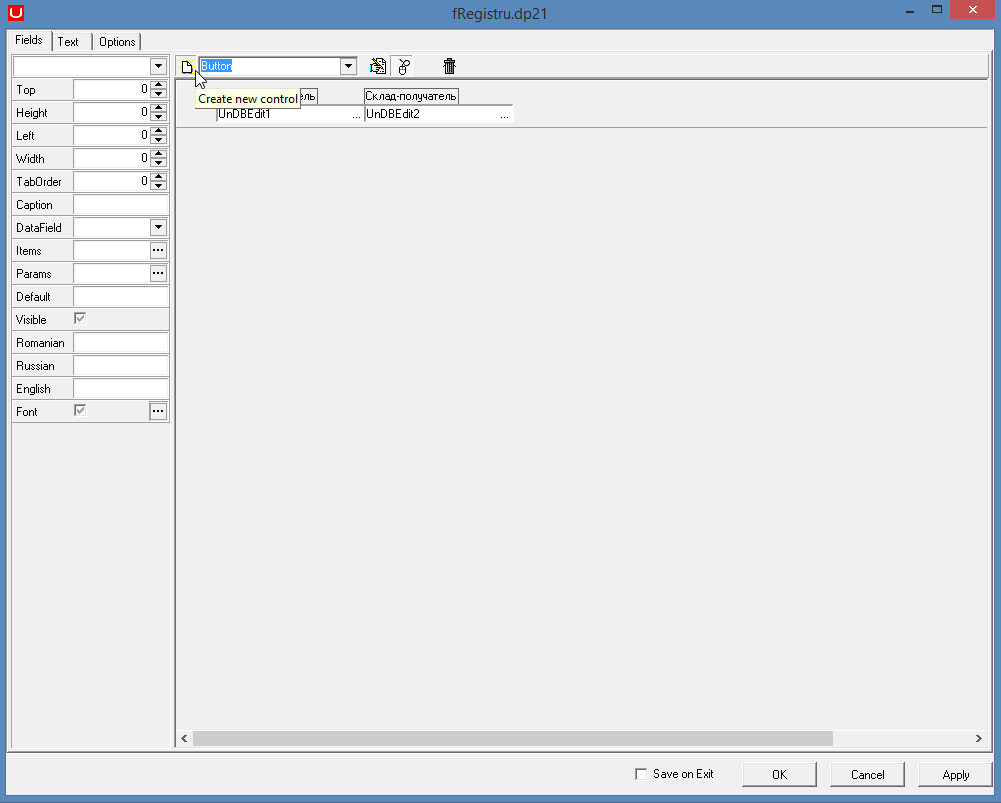 fRegistru.dp21
Fields Text Options
Button
Create new control
ель Склад-получатель
UnDBEdit1 ... UnDBEdit2 ...
Top 0
Height 0
Left 0
Width 0
TabOrder 0
Caption
DataField
Items ...
Params ...
Default
Visible
Romanian
Russian
English
Font ...
Save on Exit OK Cancel Apply